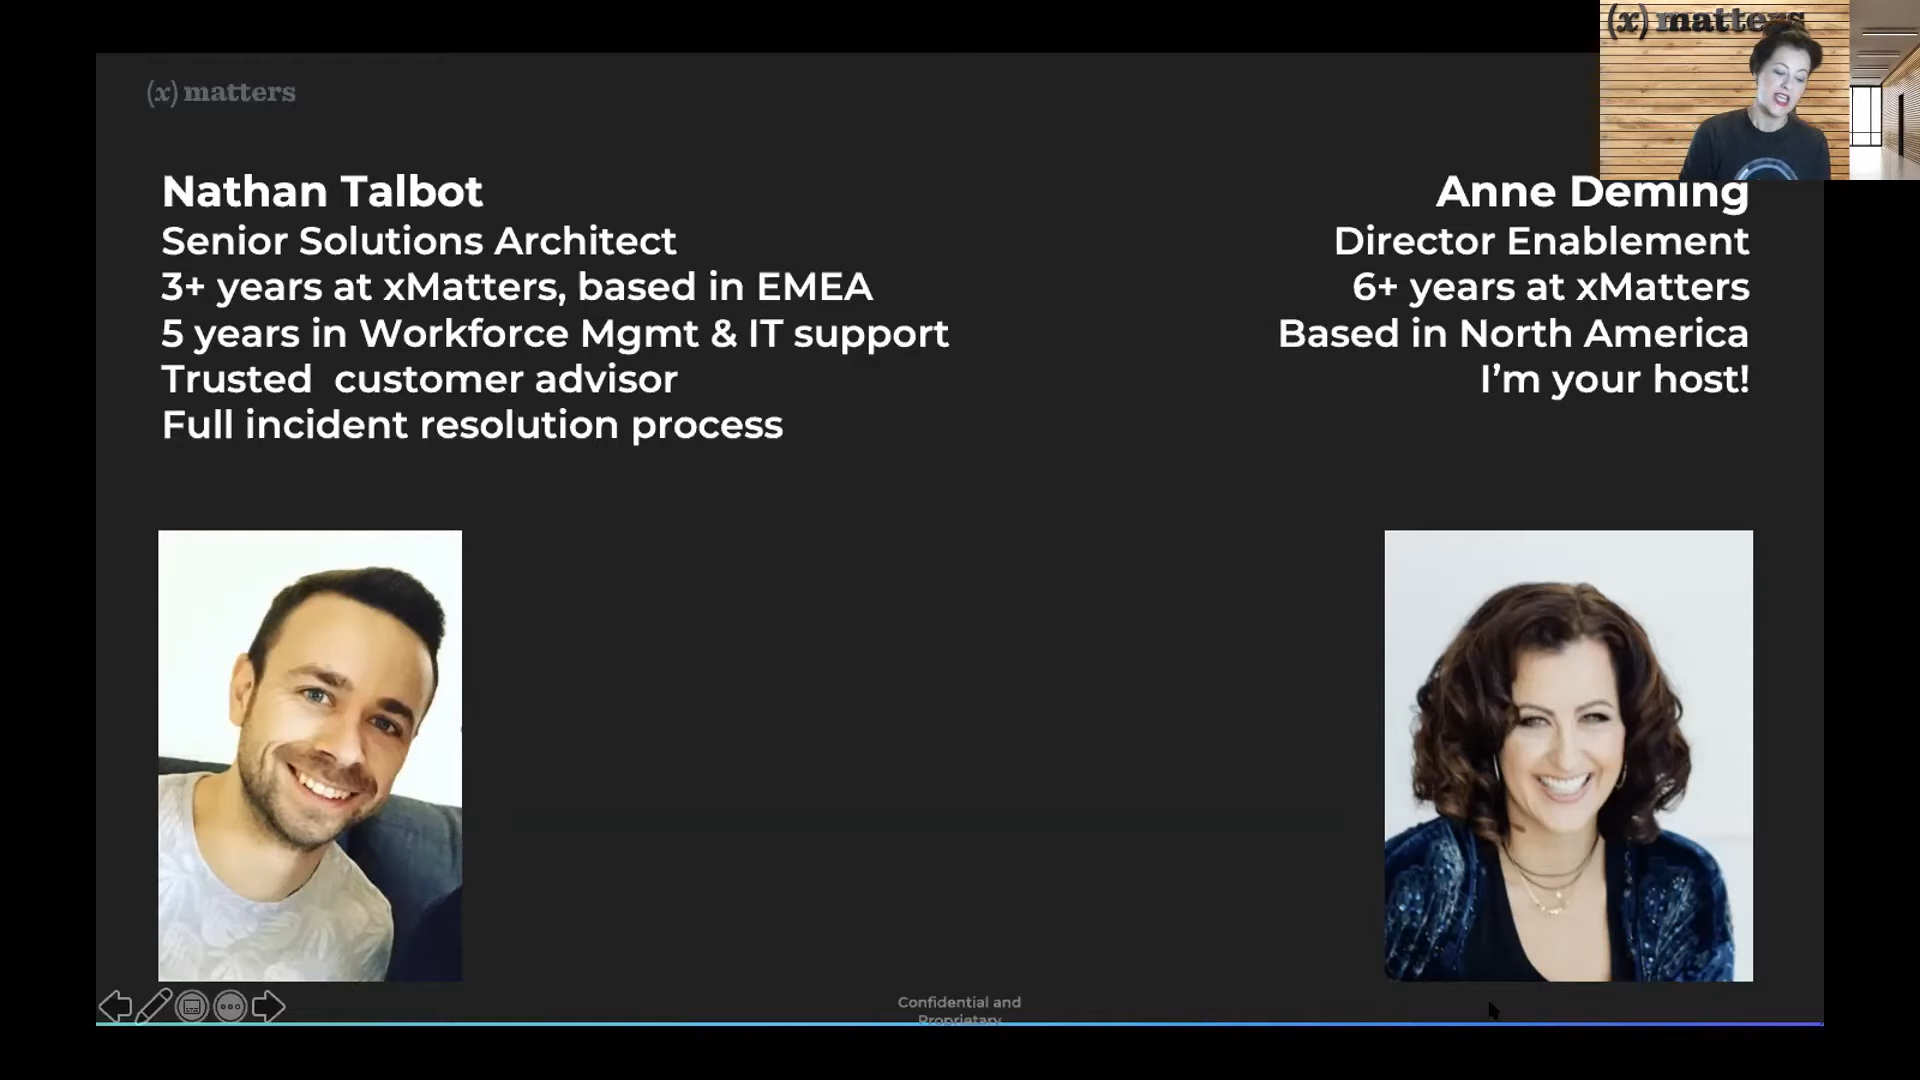 (x) matters
(x) matters
Nathan Talbot
Senior Solutions Architect
3+ years at xMatters, based in EMEA
5 years in Workforce Mgmt & IT support
Trusted  customer advisor
Full incident resolution process
Anne Deming
Director Enablement
6+ years at xMatters
Based in North America
I’m your host!
Confidential and
Proprietary